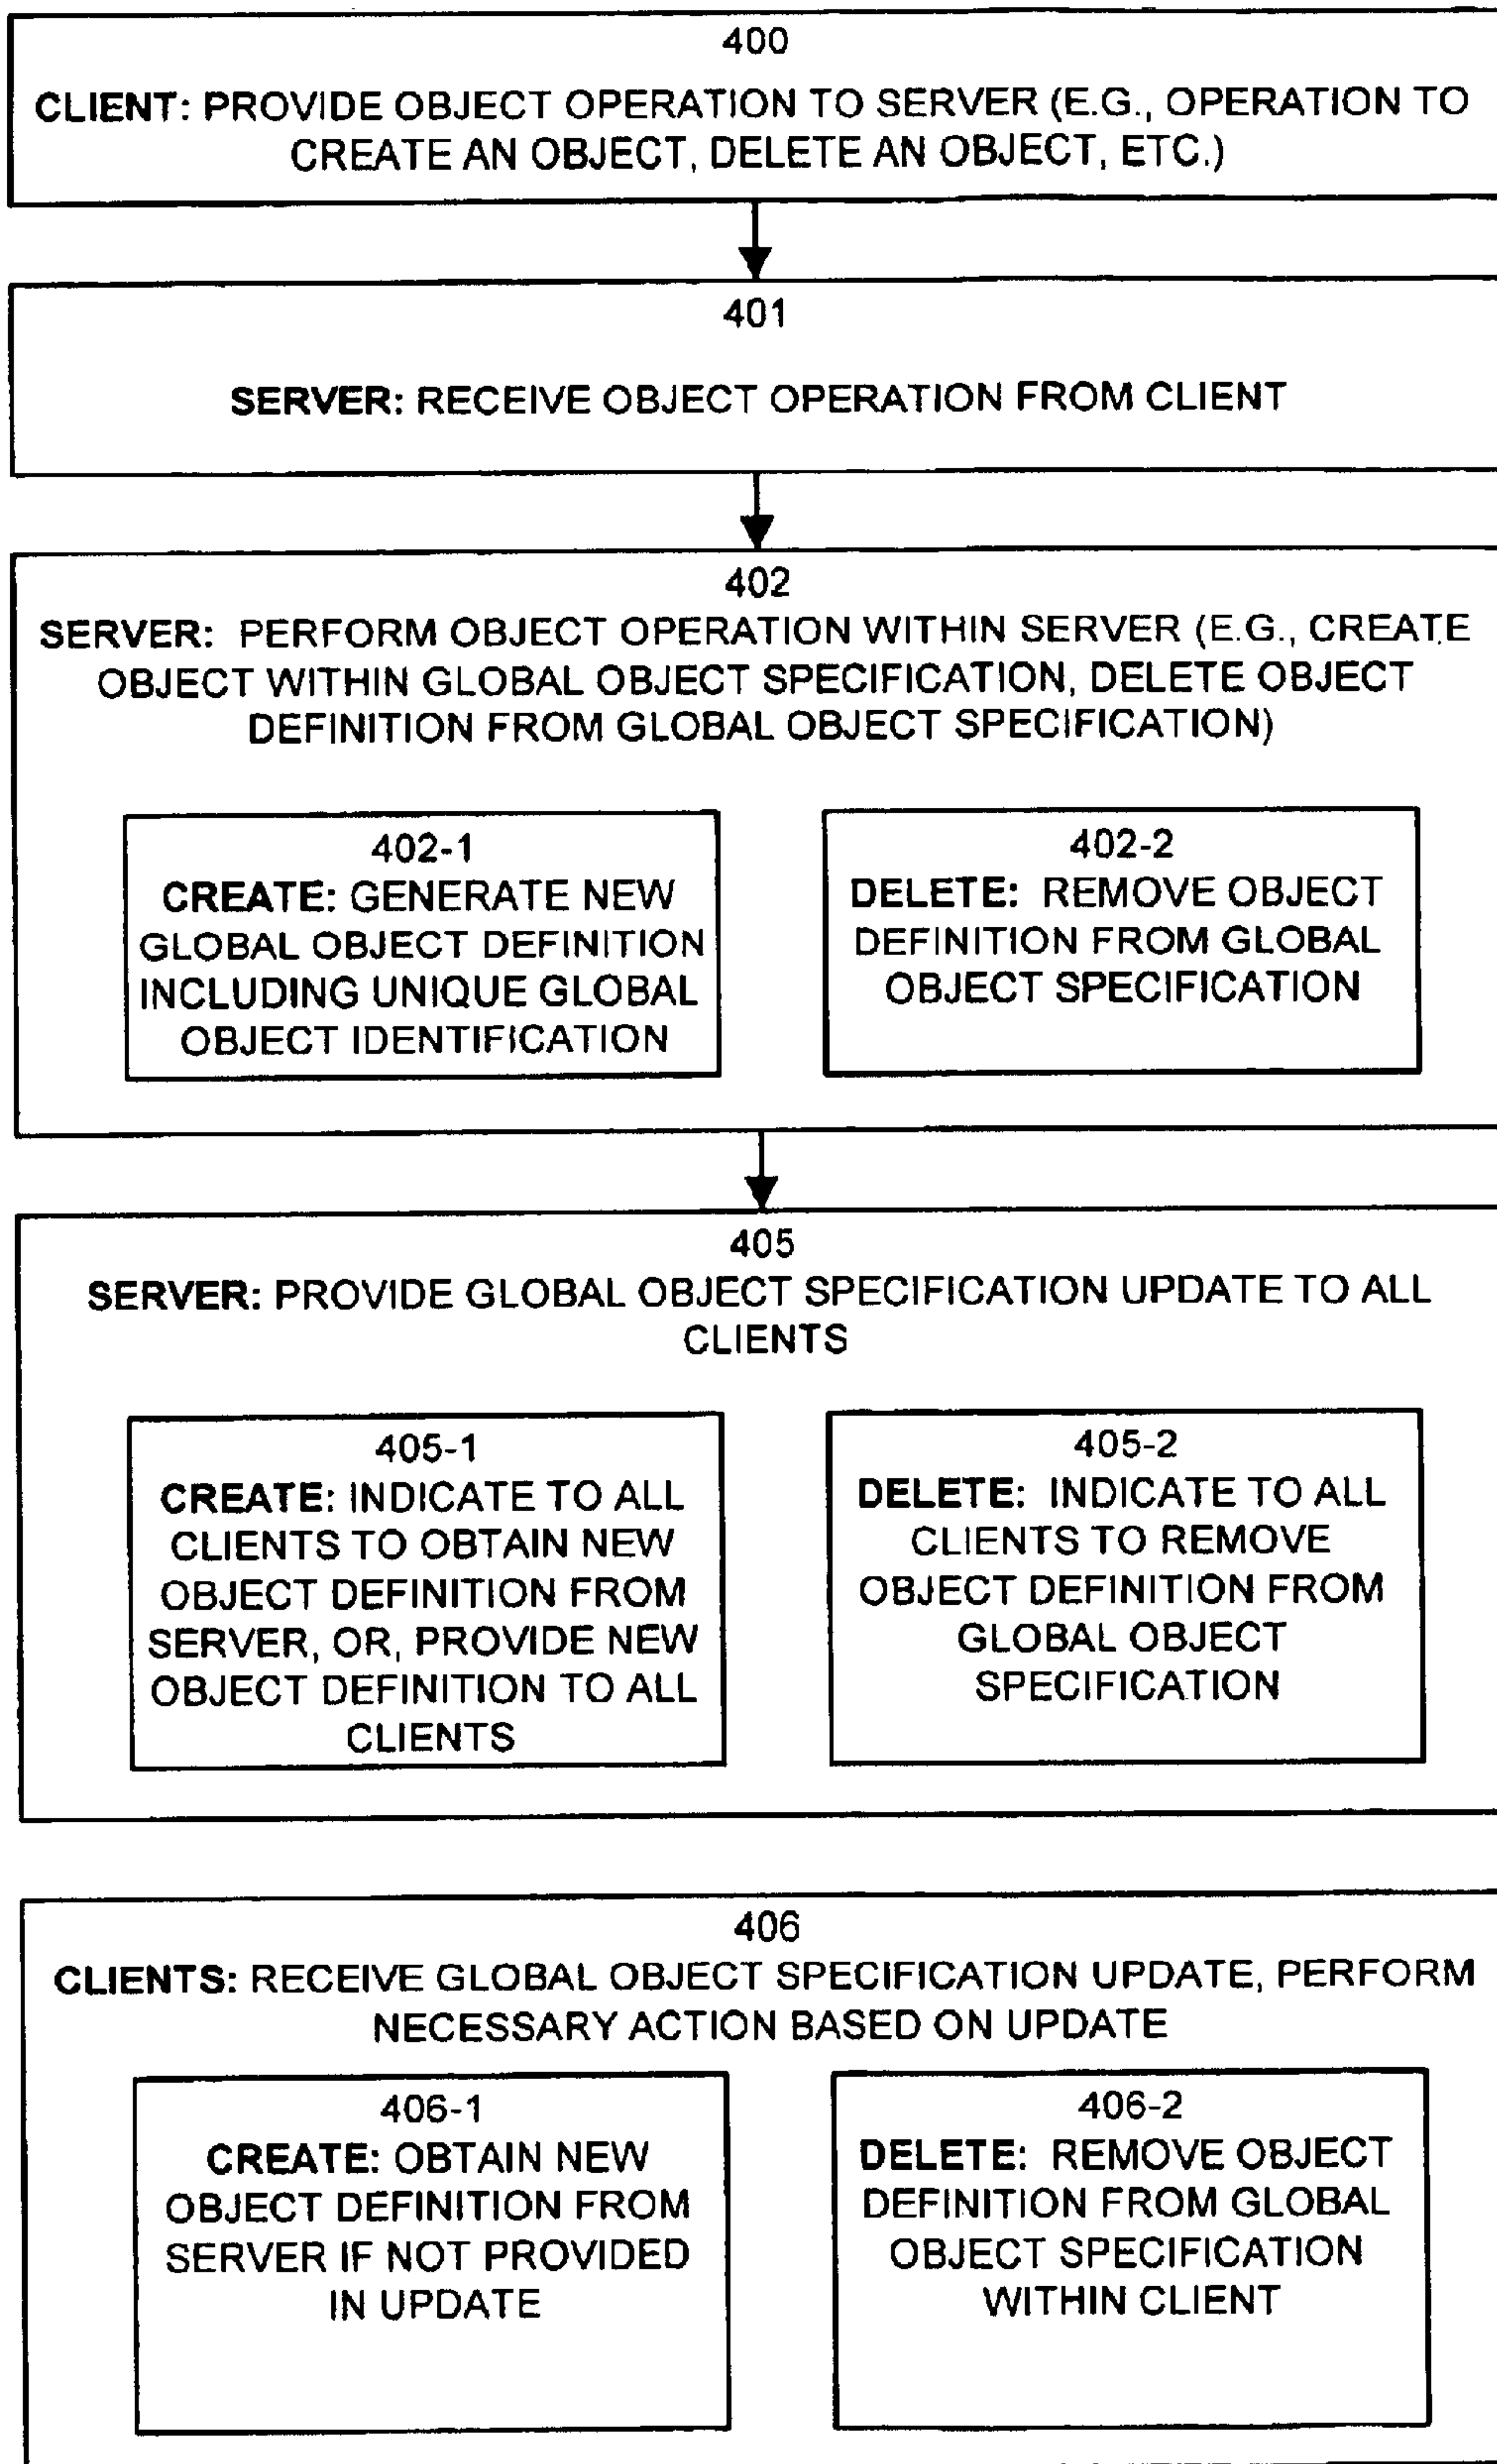 400
CLIENT: PROVIDE OBJECT OPERATION TO SERVER (E.G., OPERATION TO
CREATE AN OBJECT, DELETE AN OBJECT, ETC.)
401
SERVER: RECEIVE OBJECT OPERATION FROM CLIENT
402
SERVER: PERFORM OBJECT OPERATION WITHIN SERVER (E.G., CREATE
OBJECT WITHIN GLOBAL OBJECT SPECIFICATION, DELETE OBJECT
DEFINITION FROM GLOBAL OBJECT SPECIFICATION)
402-1
CREATE: GENERATE NEW
GLOBAL OBJECT DEFINITION
INCLUDING UNIQUE GLOBAL
OBJECT IDENTIFICATION
402-2
DELETE: REMOVE OBJECT
DEFINITION FROM GLOBAL
OBJECT SPECIFICATION
405
SERVER: PROVIDE GLOBAL OBJECT SPECIFICATION UPDATE TO ALL
CLIENTS
405-1
CREATE: INDICATE TO ALL
CLIENTS TO OBTAIN NEW
OBJECT DEFINITION FROM
SERVER, OR, PROVIDE NEW
OBJECT DEFINITION TO ALL
CLIENTS
405-2
DELETE: INDICATE TO ALL
CLIENTS TO REMOVE
OBJECT DEFINITION FROM
GLOBAL OBJECT
SPECIFICATION
406
CLIENTS: RECEIVE GLOBAL OBJECT SPECIFICATION UPDATE, PERFORM
NECESSARY ACTION BASED ON UPDATE
406-1
CREATE: OBTAIN NEW
OBJECT DEFINITION FROM
SERVER IF NOT PROVIDED
IN UPDATE
406-2
DELETE: REMOVE OBJECT
DEFINITION FROM GLOBAL
OBJECT SPECIFICATION
WITHIN CLIENT